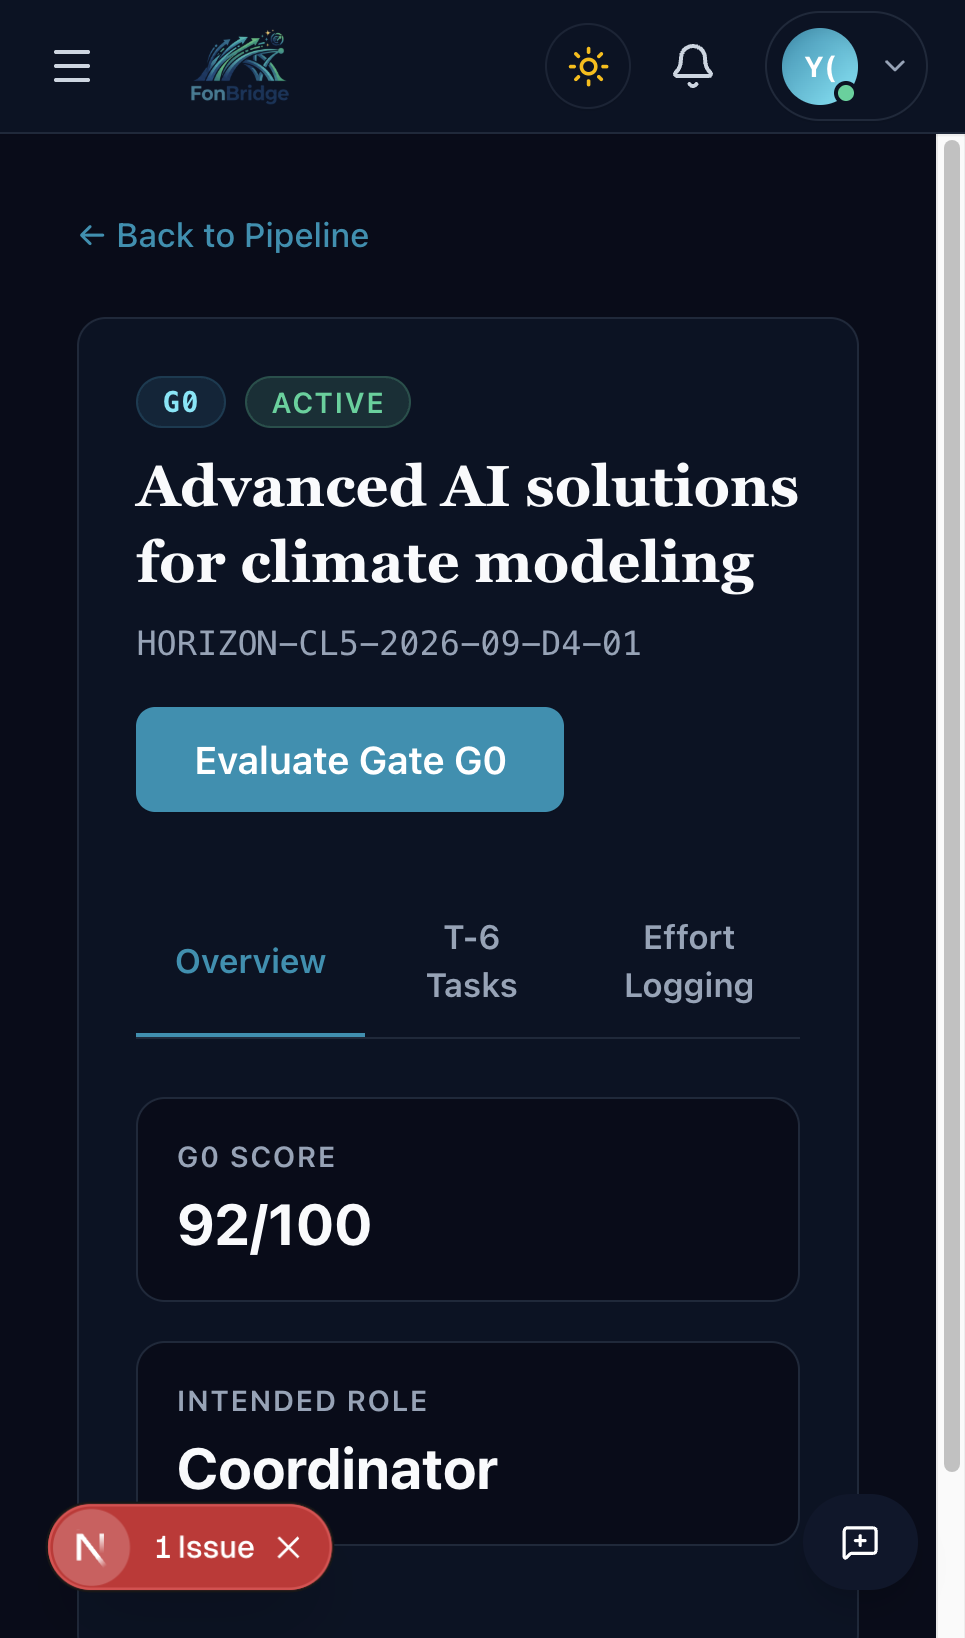 FonBridge
Y(
← Back to Pipeline
G0
ACTIVE
Advanced AI solutions
for climate modeling
HORIZON-CL5-2026-09-D4-01
Evaluate Gate G0
Overview
T-6
Tasks
Effort
Logging
G0 SCORE
92/100
INTENDED ROLE
Coordinator
N
1 Issue